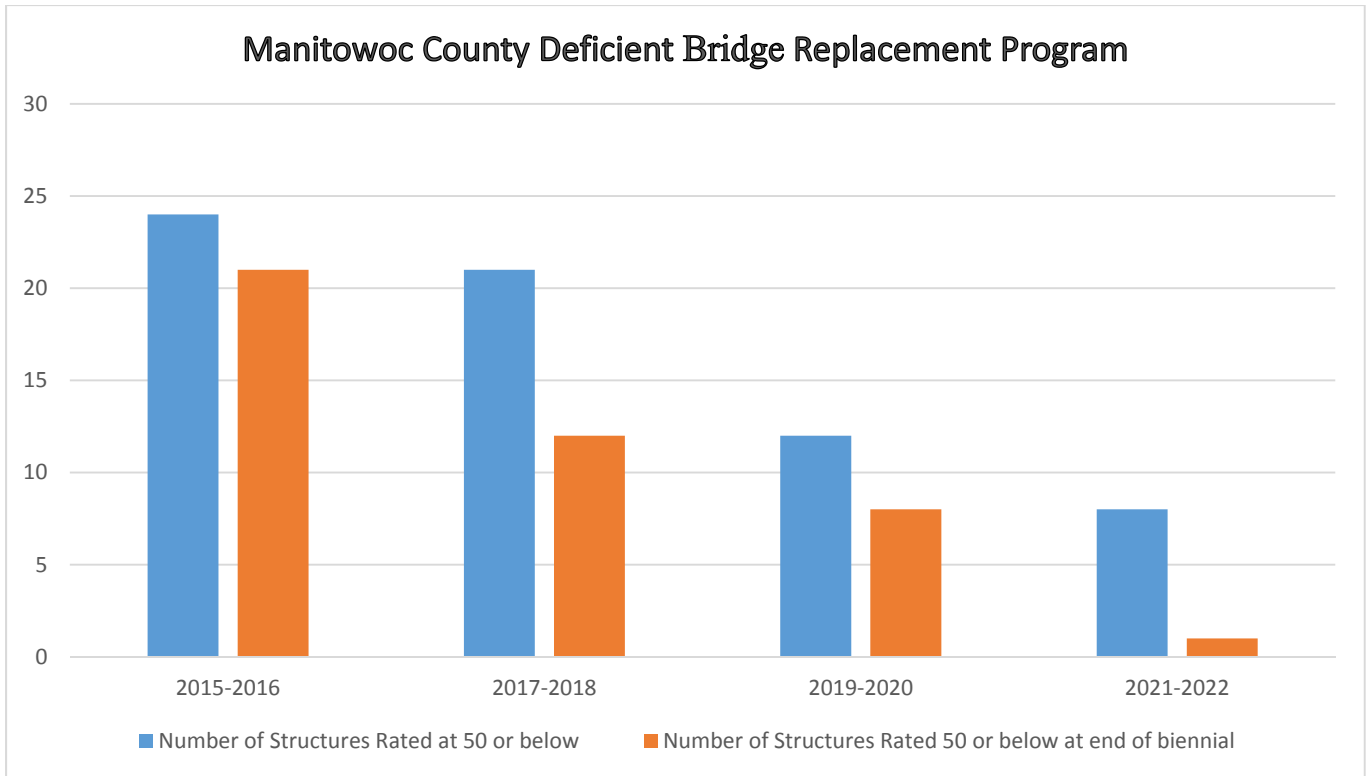 Manitowoc County Deficient Bridge Replacement Program
30
25
20
15
10
5
0
2015-2016 2017-2018 2019-2020 2021-2022
Number of Structures Rated at 50 or below Number of Structures Rated 50 or below at end of biennial